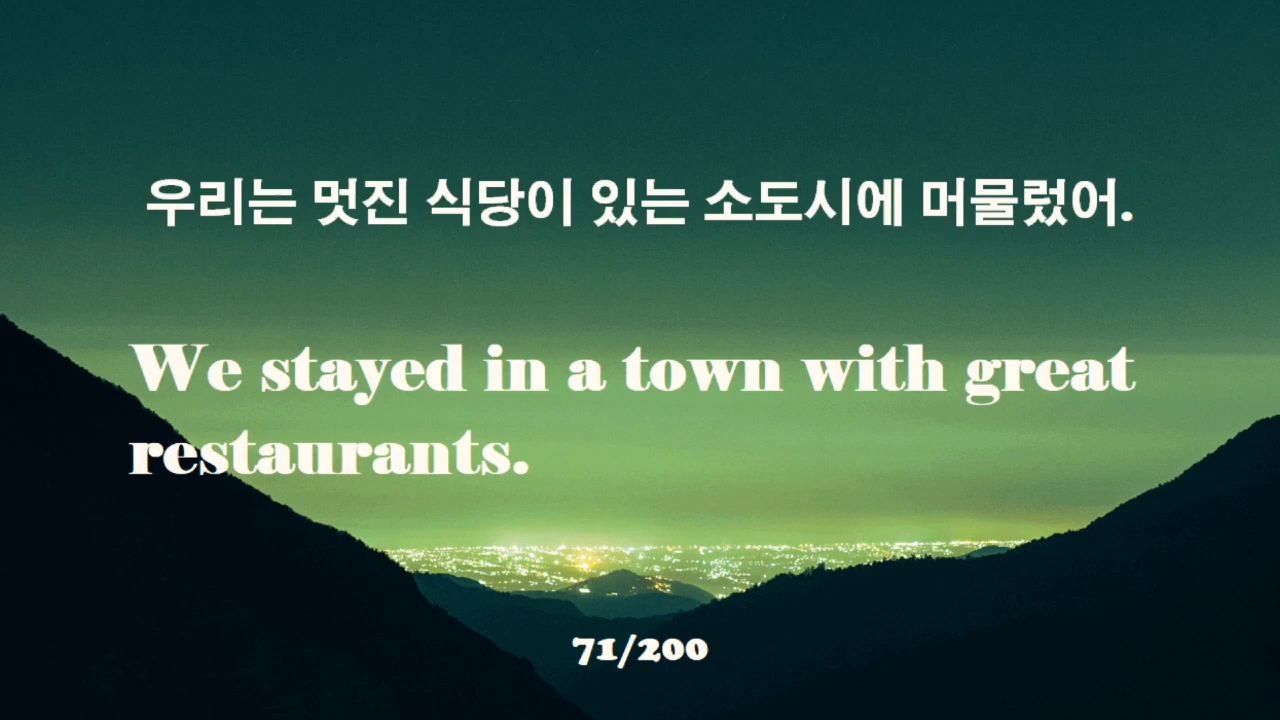 우리는 멋진 식당이 있는 소도시에 머물렀어.
We stayed in a town with great
restaurants.
71/200